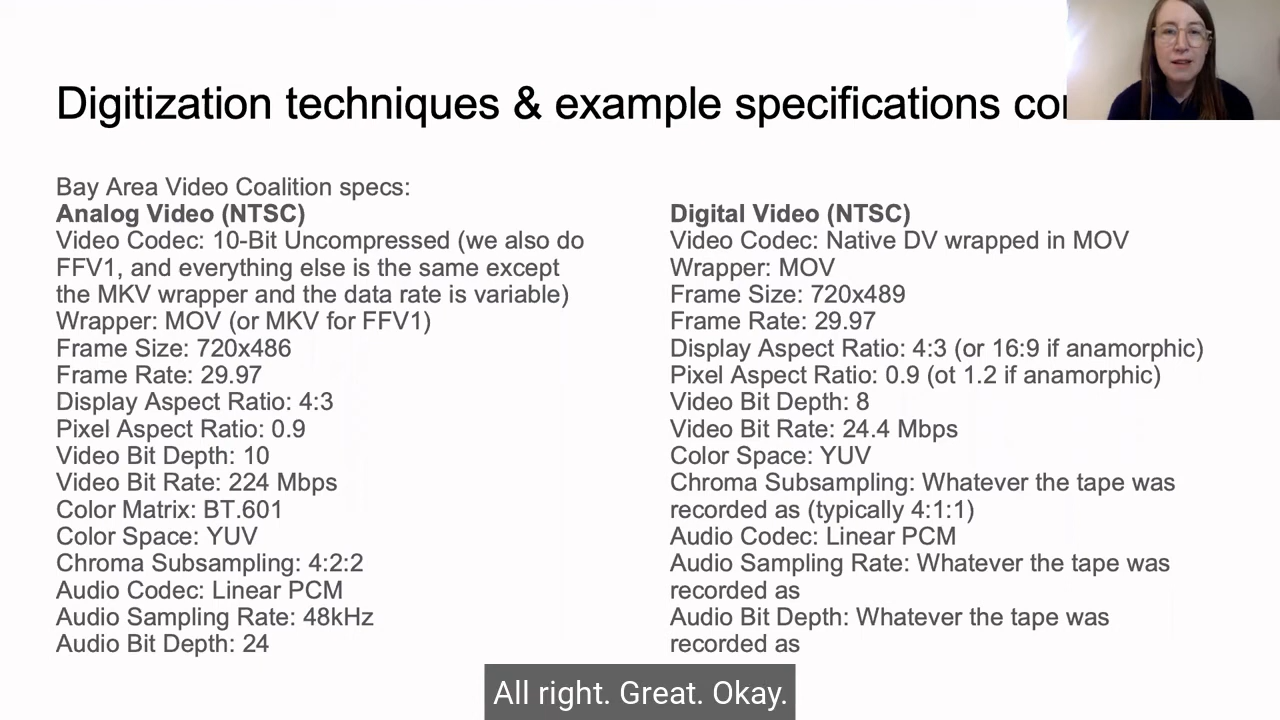 Digitization techniques & example specifications
Bay Area Video Coalition specs:
Analog Video (NTSC)
Video Codec: 10-Bit Uncompressed (we also do
FFV1, and everything else is the same except
the MKV wrapper and the data rate is variable)
Wrapper: MOV (or MKV for FFV1)
Frame Size: 720x486
Frame Rate: 29.97
Display Aspect Ratio: 4:3
Pixel Aspect Ratio: 0.9
Video Bit Depth: 10
Video Bit Rate: 224 Mbps
Color Matrix: BT.601
Color Space: YUV
Chroma Subsampling: 4:2:2
Audio Codec: Linear PCM
Audio Sampling Rate: 48kHz
Audio Bit Depth: 24
Digital Video (NTSC)
Video Codec: Native DV wrapped in MOV
Wrapper: MOV
Frame Size: 720x489
Frame Rate: 29.97
Display Aspect Ratio: 4:3 (or 16:9 if anamorphic)
Pixel Aspect Ratio: 0.9 (ot 1.2 if anamorphic)
Video Bit Depth: 8
Video Bit Rate: 24.4 Mbps
Color Space: YUV
Chroma Subsampling: Whatever the tape was
recorded as (typically 4:1:1)
Audio Codec: Linear PCM
Audio Sampling Rate: Whatever the tape was
recorded as
Audio Bit Depth: Whatever the tape was
recorded as
All right. Great. Okay.